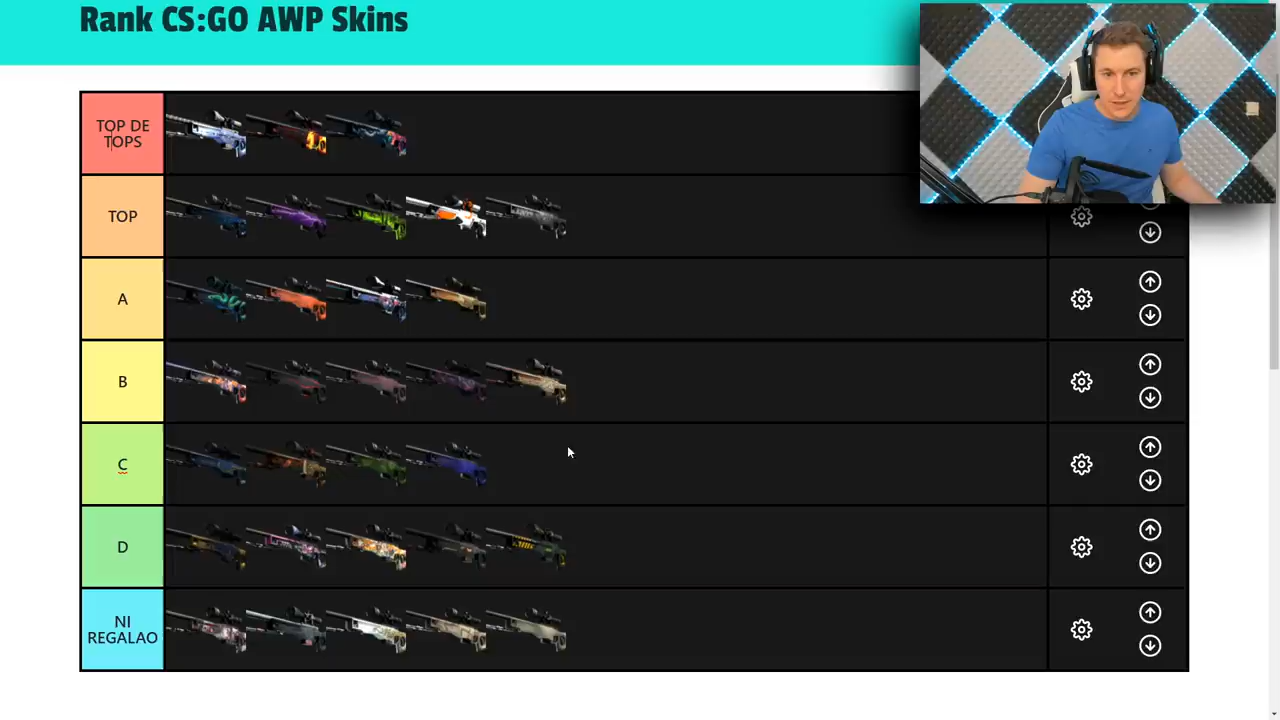 Rank CS:GO AWP Skins
TOP DE
TOPS
TOP
A
B
C
D
NI
REGALAO